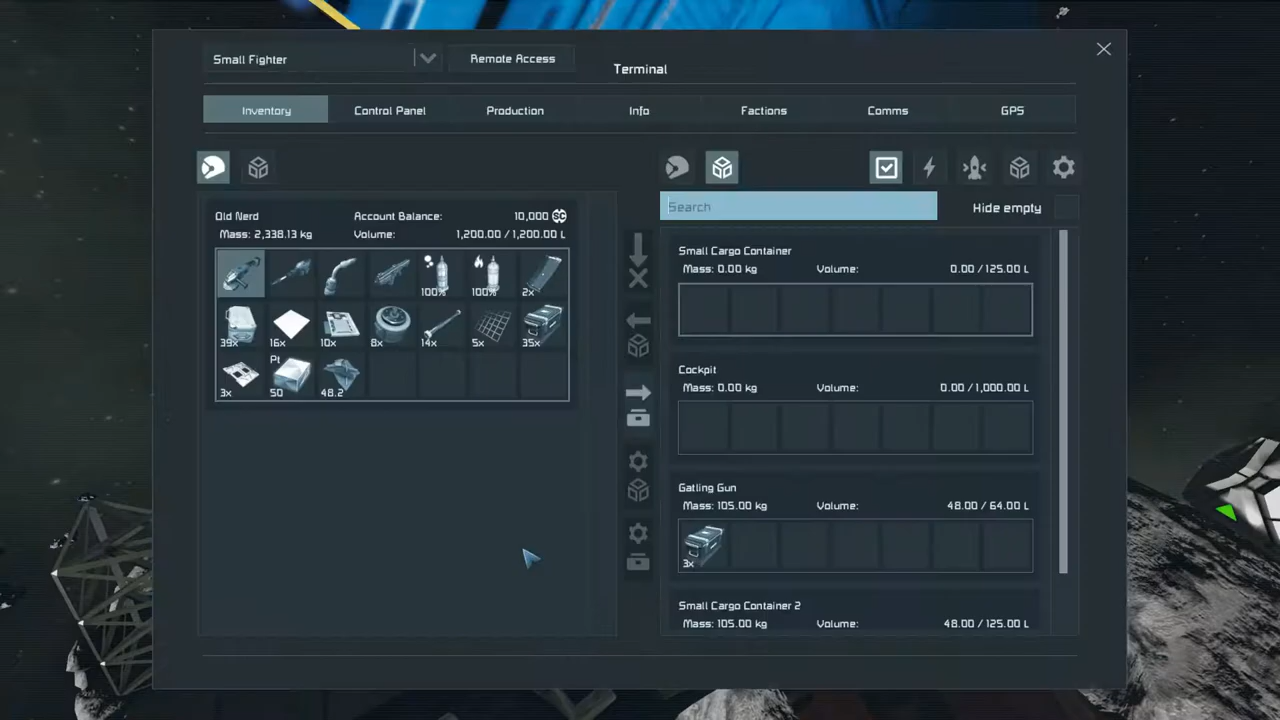 Small Fighter
Remote Access
Terminal
Inventory
Control Panel
Production
Info
Factions
Comms
GPS
Old Nerd
Account Balance:
10,000 SC
Mass: 2,338.13 kg
Volume:
1,200.00 / 1,200.00 L
100%
100%
2x
39x
16x
10x
8x
14x
5x
35x
3x
Pt
50
48.2
Search
Hide empty
Small Cargo Container
Mass: 0.00 kg
Volume:
0.00 / 125.00 L
Cockpit
Mass: 0.00 kg
Volume:
0.00 / 1,000.00 L
Gatling Gun
Mass: 105.00 kg
Volume:
48.00 / 64.00 L
3x
Small Cargo Container 2
Mass: 105.00 kg
Volume:
48.00 / 125.00 L